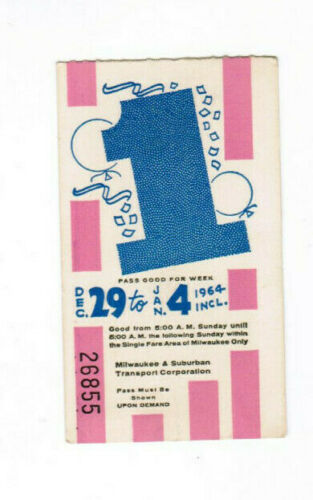 1
PASS GOOD FOR WEEK
DEC. 29 to JAN. 4 1964 INCL.
Good from 5:00 A.M. Sunday until
5:00 A.M. the following Sunday within
the Single Fare Area of Milwaukee Only
Milwaukee & Suburban
Transport Corporation
Pass Must Be
Shown
UPON DEMAND
26855